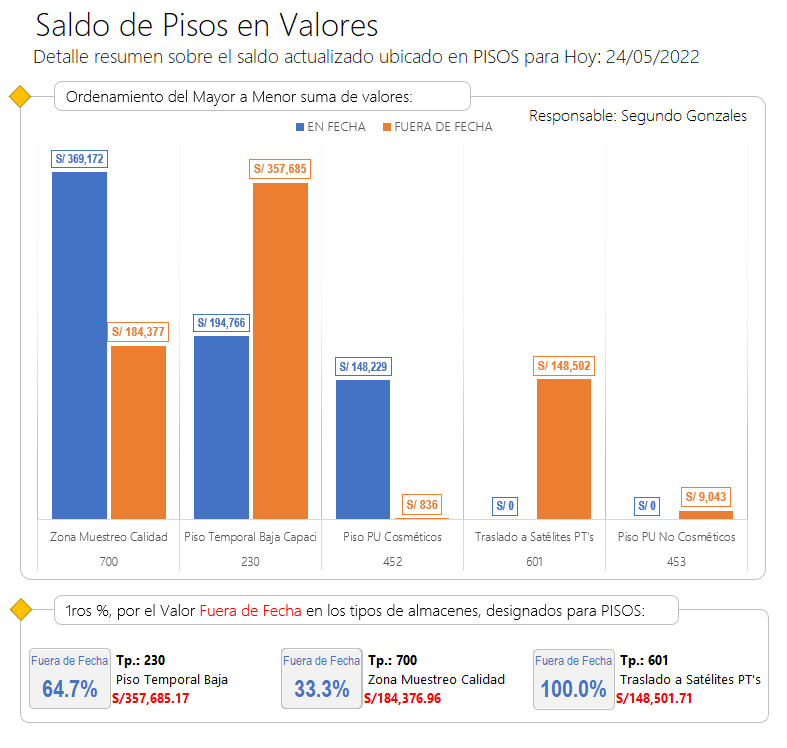 Saldo de Pisos en Valores
Detalle resumen sobre el saldo actualizado ubicado en PISOS para Hoy: 24/05/2022
Ordenamiento del Mayor a Menor suma de valores:
Responsable: Segundo Gonzales
EN FECHA FUERA DE FECHA
S/ 369,172
S/ 184,377
S/ 194,766
S/ 357,685
S/ 148,229
S/ 836
S/ 0
S/ 148,502
S/ 0
S/ 9,043
Zona Muestreo Calidad Piso Temporal Baja Capaci Piso PU Cosméticos Traslado a Satélites PT's Piso PU No Cosméticos
700 230 452 601 453
1ros %, por el Valor Fuera de Fecha en los tipos de almacenes, designados para PISOS:
Fuera de Fecha
64.7%
Tp.: 230
Piso Temporal Baja
S/357,685.17
Fuera de Fecha
33.3%
Tp.: 700
Zona Muestreo Calidad
S/184,376.96
Fuera de Fecha
100.0%
Tp.: 601
Traslado a Satélites PT's
S/148,501.71